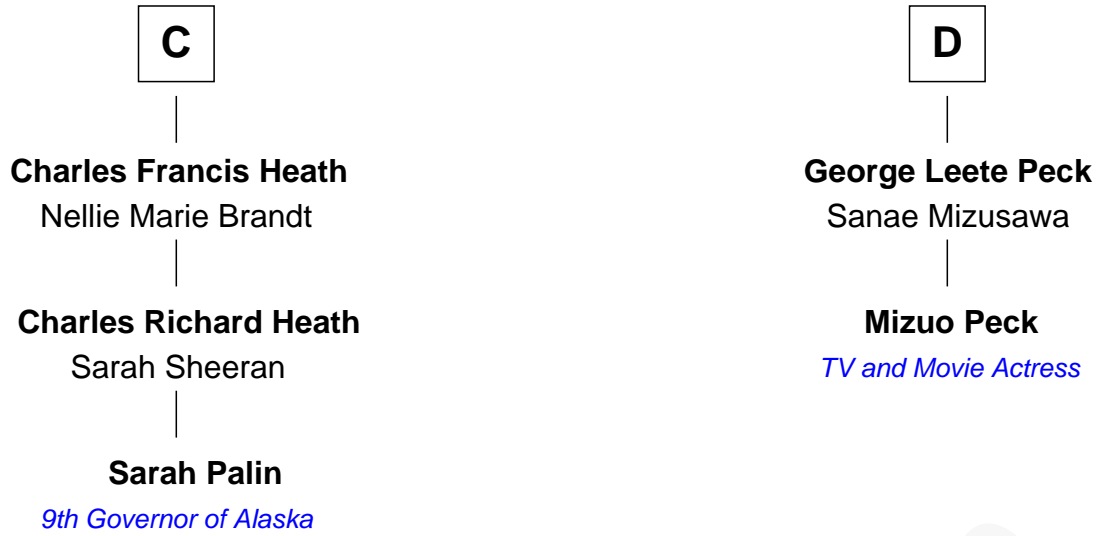 C
Charles Francis Heath
Nellie Marie Brandt
Charles Richard Heath
Sarah Sheeran
Sarah Palin
9th Governor of Alaska
D
George Leete Peck
Sanae Mizusawa
Mizuo Peck
TV and Movie Actress